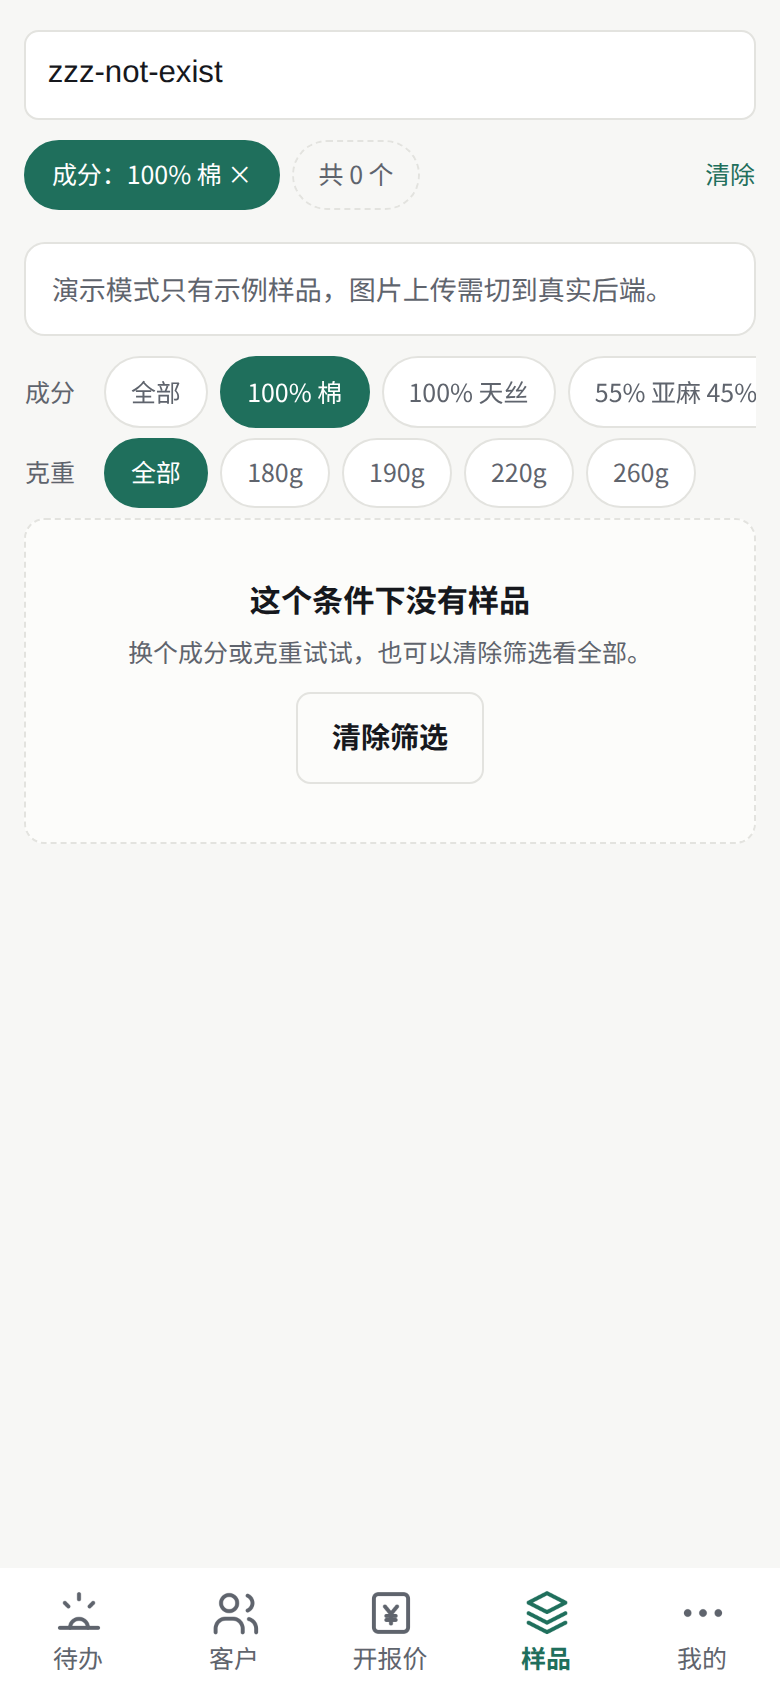 zzz-not-exist
成分：100% 棉 × 共 0 个 清除
演示模式只有示例样品，图片上传需切到真实后端。
成分 全部 100% 棉 100% 天丝 55% 亚麻 45%
克重 全部 180g 190g 220g 260g
这个条件下没有样品
换个成分或克重试试，也可以清除筛选看全部。
清除筛选
待办 客户 开报价 样品 我的